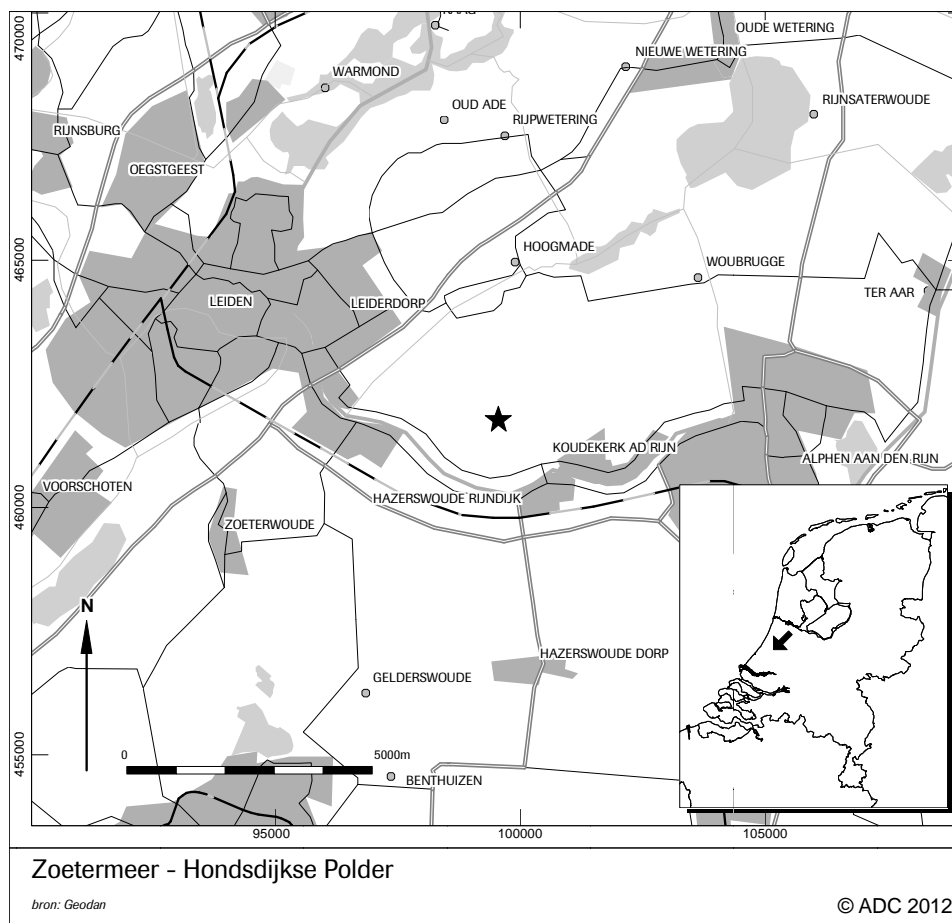 KAAG
OUDE WETERING
470000
NIEUWE WETERING
WARMOND
OUD ADE
RIJPWETERING
RIJNSATERWOUDE
RIJNSBURG
OEGSTGEEST
HOOGMADE
WOUBRUGGE
465000
LEIDEN
LEIDERDORP
TER AAR
KOUDEKERK AD RIJN
ALPHEN AAN DEN RIJN
VOORSCHOTEN
HAZERSWOUDE RIJNDIJK
460000
ZOETERWOUDE
N
HAZERSWOUDE DORP
GELDERSWOUDE
455000
0
5000m
BENTHUIZEN
95000
100000
105000
Zoetermeer - Hondsdijkse Polder
bron: Geodan
© ADC 2012